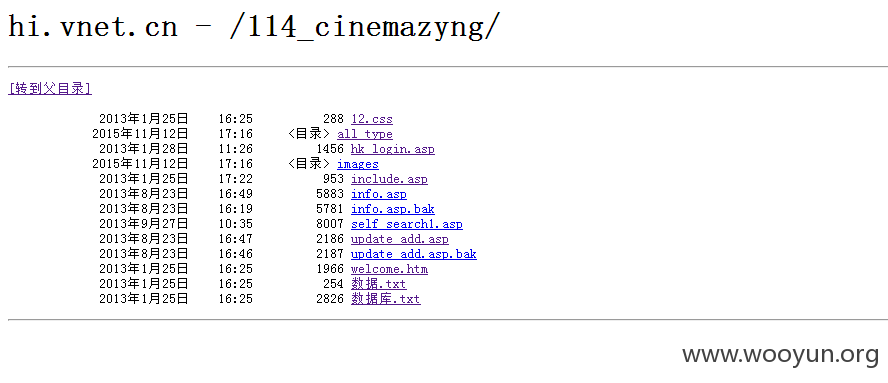 hi.vnet.cn - /114_cinemazyng/
[转到父目录]
2013年1月25日 16:25 288 12.css
2015年11月12日 17:16 <目录> all_type
2013年1月28日 11:26 1456 hk_login.asp
2015年11月12日 17:16 <目录> images
2013年1月25日 17:22 953 include.asp
2013年8月23日 16:49 5883 info.asp
2013年8月23日 16:19 5781 info.asp.bak
2013年9月27日 10:35 8007 self_search1.asp
2013年8月23日 16:47 2186 update_add.asp
2013年8月23日 16:46 2187 update_add.asp.bak
2013年1月25日 16:25 1966 welcome.htm
2013年1月25日 16:25 254 数据.txt
2013年1月25日 16:25 2826 数据库.txt
www.wooyun.org